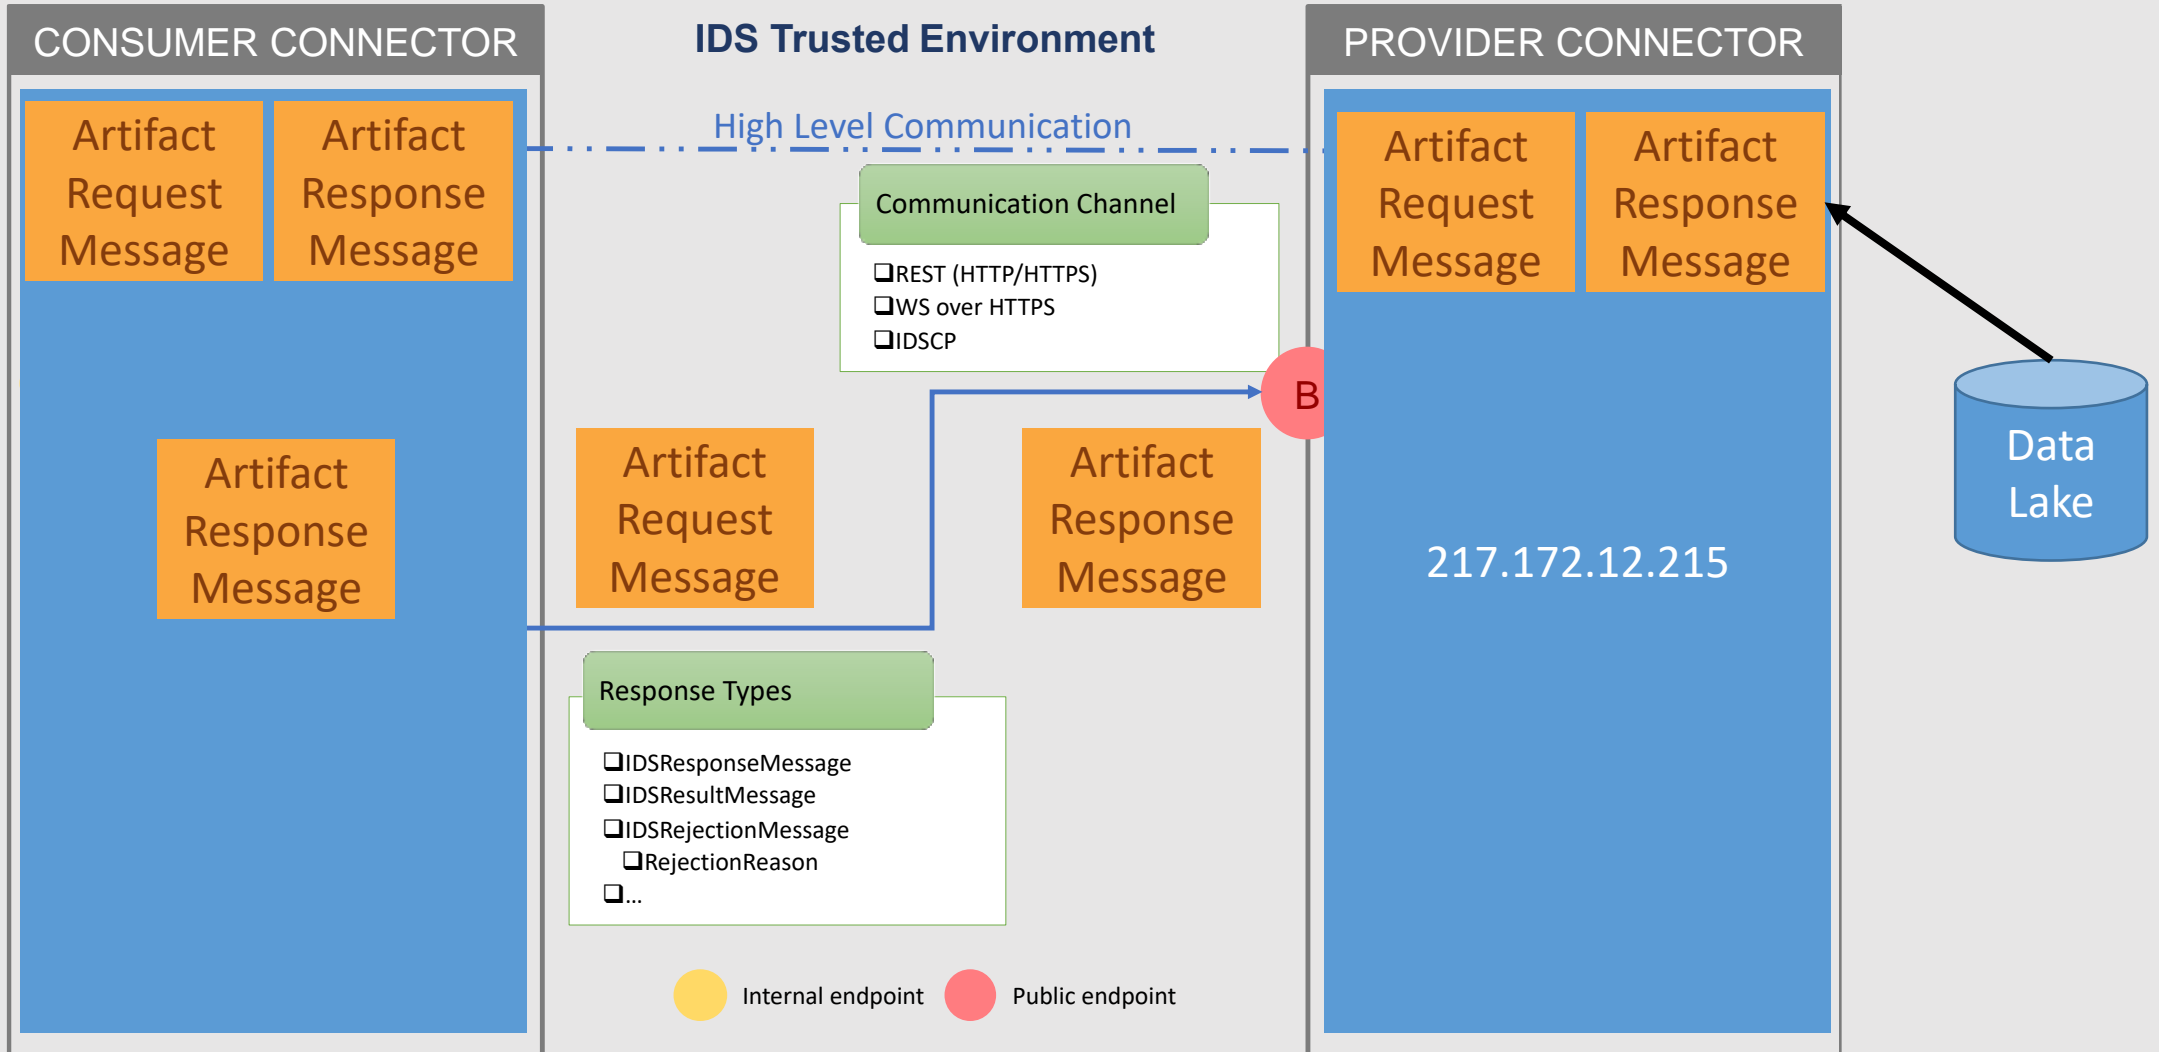 CONSUMER CONNECTOR
IDS Trusted Environment
PROVIDER CONNECTOR
Artifact
Request
Message
Artifact
Response
Message
High Level Communication
Artifact
Request
Message
Artifact
Response
Message
Communication Channel
❑REST (HTTP/HTTPS)
❑WS over HTTPS
❑IDSCP
B
Data
Lake
Artifact
Response
Message
Artifact
Request
Message
Artifact
Response
Message
217.172.12.215
Response Types
❑IDSResponseMessage
❑IDSResultMessage
❑IDSRejectionMessage
❑RejectionReason
❑…
Internal endpoint
Public endpoint